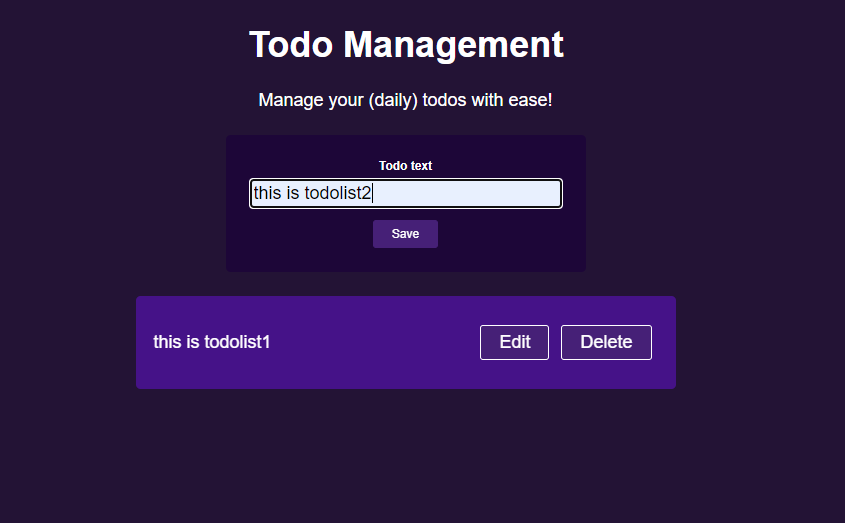 Todo Management
Manage your (daily) todos with ease!
Todo text
this is todolist2
Save
this is todolist1
Edit
Delete